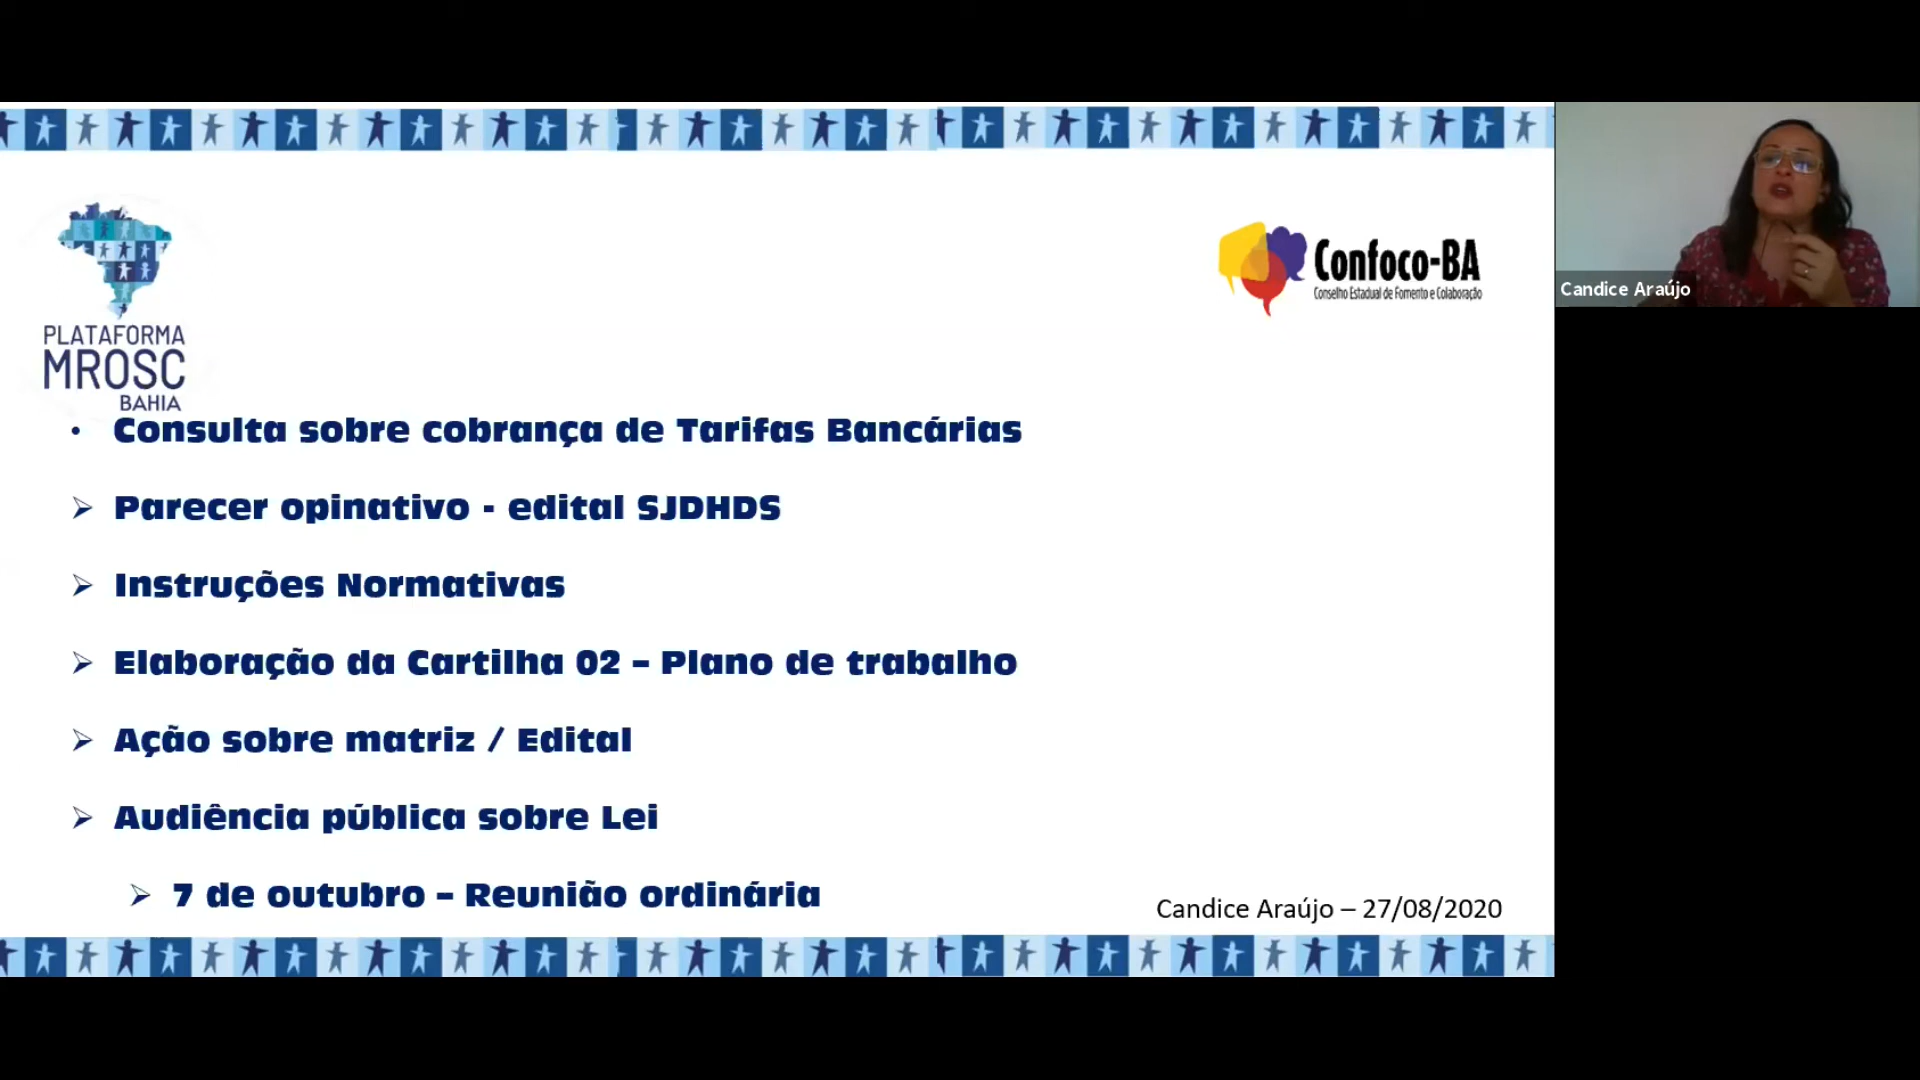 PLATAFORMA
MROSC
BAHIA
Confoco-BA
Conselho Estadual de Fomento e Colaboração
Candice Araújo
• Consulta sobre cobrança de Tarifas Bancárias
➢ Parecer opinativo - edital SJDHDS
➢ Instruções Normativas
➢ Elaboração da Cartilha 02 – Plano de trabalho
➢ Ação sobre matriz / Edital
➢ Audiência pública sobre Lei
➢ 7 de outubro – Reunião ordinária
Candice Araújo – 27/08/2020